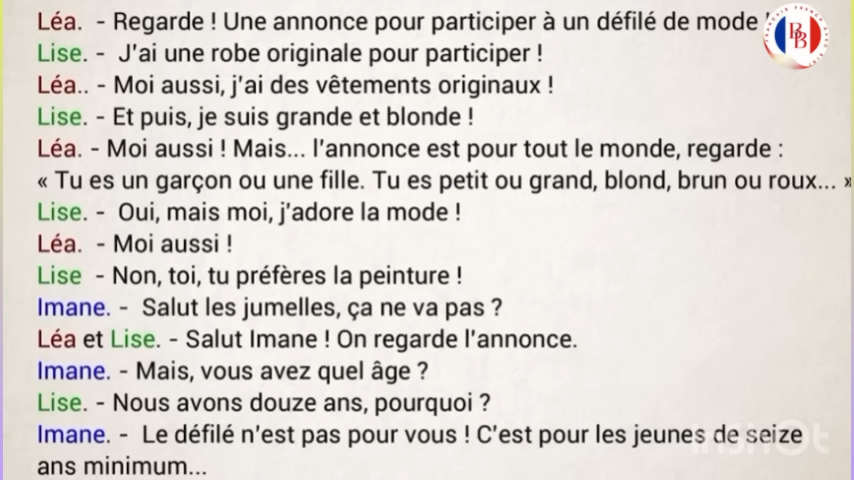 Léa. - Regarde ! Une annonce pour participer à un défilé de mode !
Lise. - J'ai une robe originale pour participer !
Léa.. - Moi aussi, j'ai des vêtements originaux !
Lise. - Et puis, je suis grande et blonde !
Léa. - Moi aussi ! Mais... l'annonce est pour tout le monde, regarde :
« Tu es un garçon ou une fille. Tu es petit ou grand, blond, brun ou roux... »
Lise. - Oui, mais moi, j'adore la mode !
Léa. - Moi aussi !
Lise - Non, toi, tu préfères la peinture !
Imane. - Salut les jumelles, ça ne va pas ?
Léa et Lise. - Salut Imane ! On regarde l'annonce.
Imane. - Mais, vous avez quel âge ?
Lise. - Nous avons douze ans, pourquoi ?
Imane. - Le défilé n'est pas pour vous ! C'est pour les jeunes de seize
ans minimum...
InShot